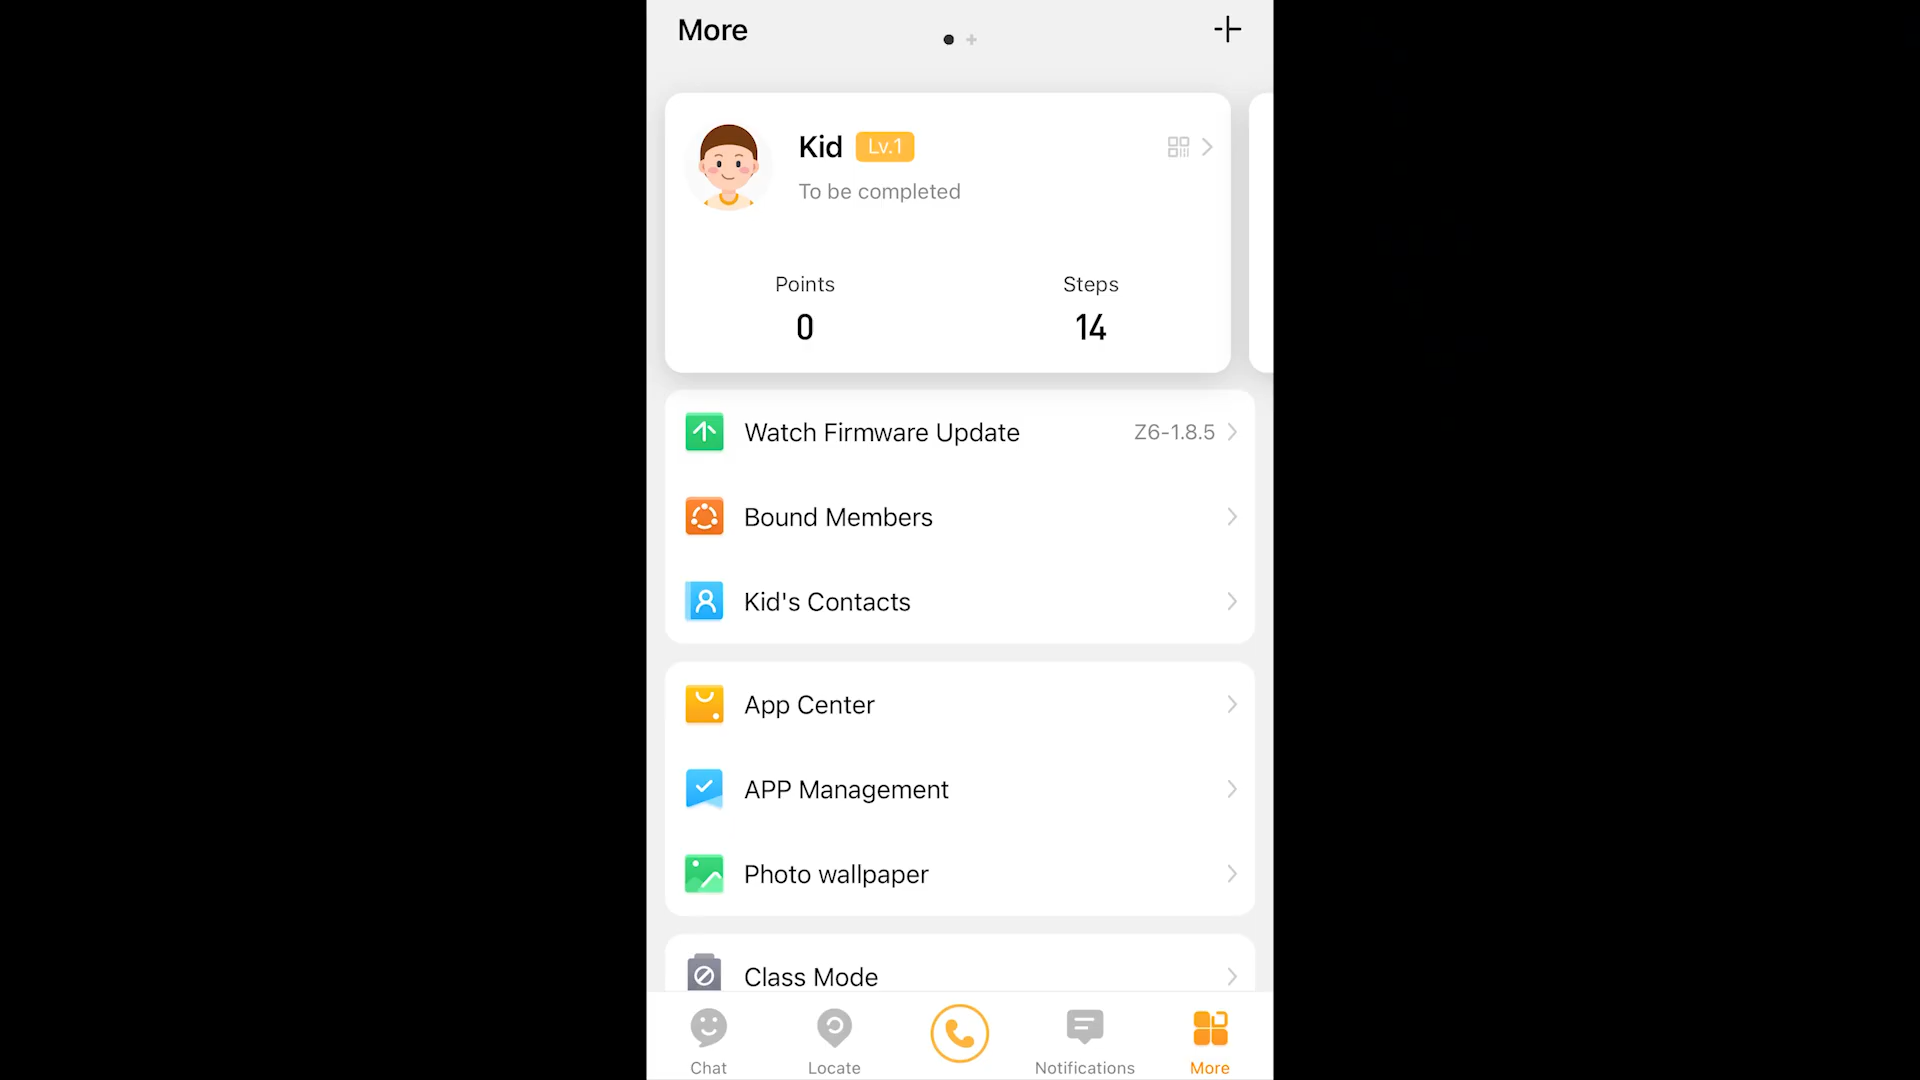 More
Kid Lv.1
To be completed
Points
Steps
0
14
Watch Firmware Update Z6-1.8.5
Bound Members
Kid's Contacts
App Center
APP Management
Photo wallpaper
Class Mode
Chat
Locate
Notifications
More